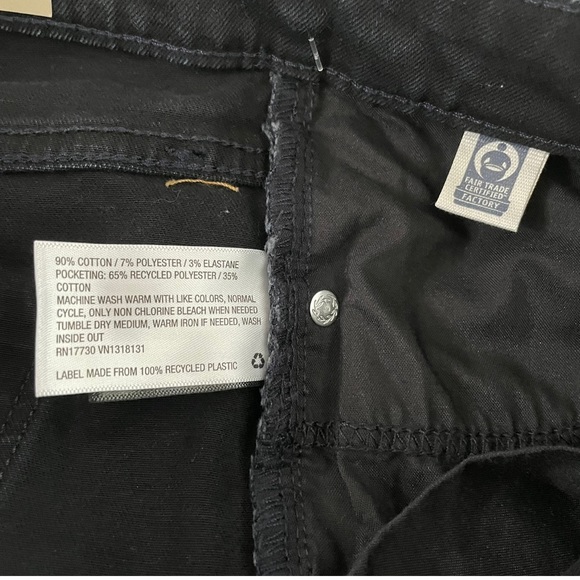 90% COTTON / 7% POLYESTER / 3% ELASTANE
POCKETING: 65% RECYCLED POLYESTER / 35%
COTTON
MACHINE WASH WARM WITH LIKE COLORS, NORMAL
CYCLE, ONLY NON CHLORINE BLEACH WHEN NEEDED
TUMBLE DRY MEDIUM, WARM IRON IF NEEDED, WASH
INSIDE OUT
RN17730 VN1318131
LABEL MADE FROM 100% RECYCLED PLASTIC
FAIR TRADE
CERTIFIED
FACTORY